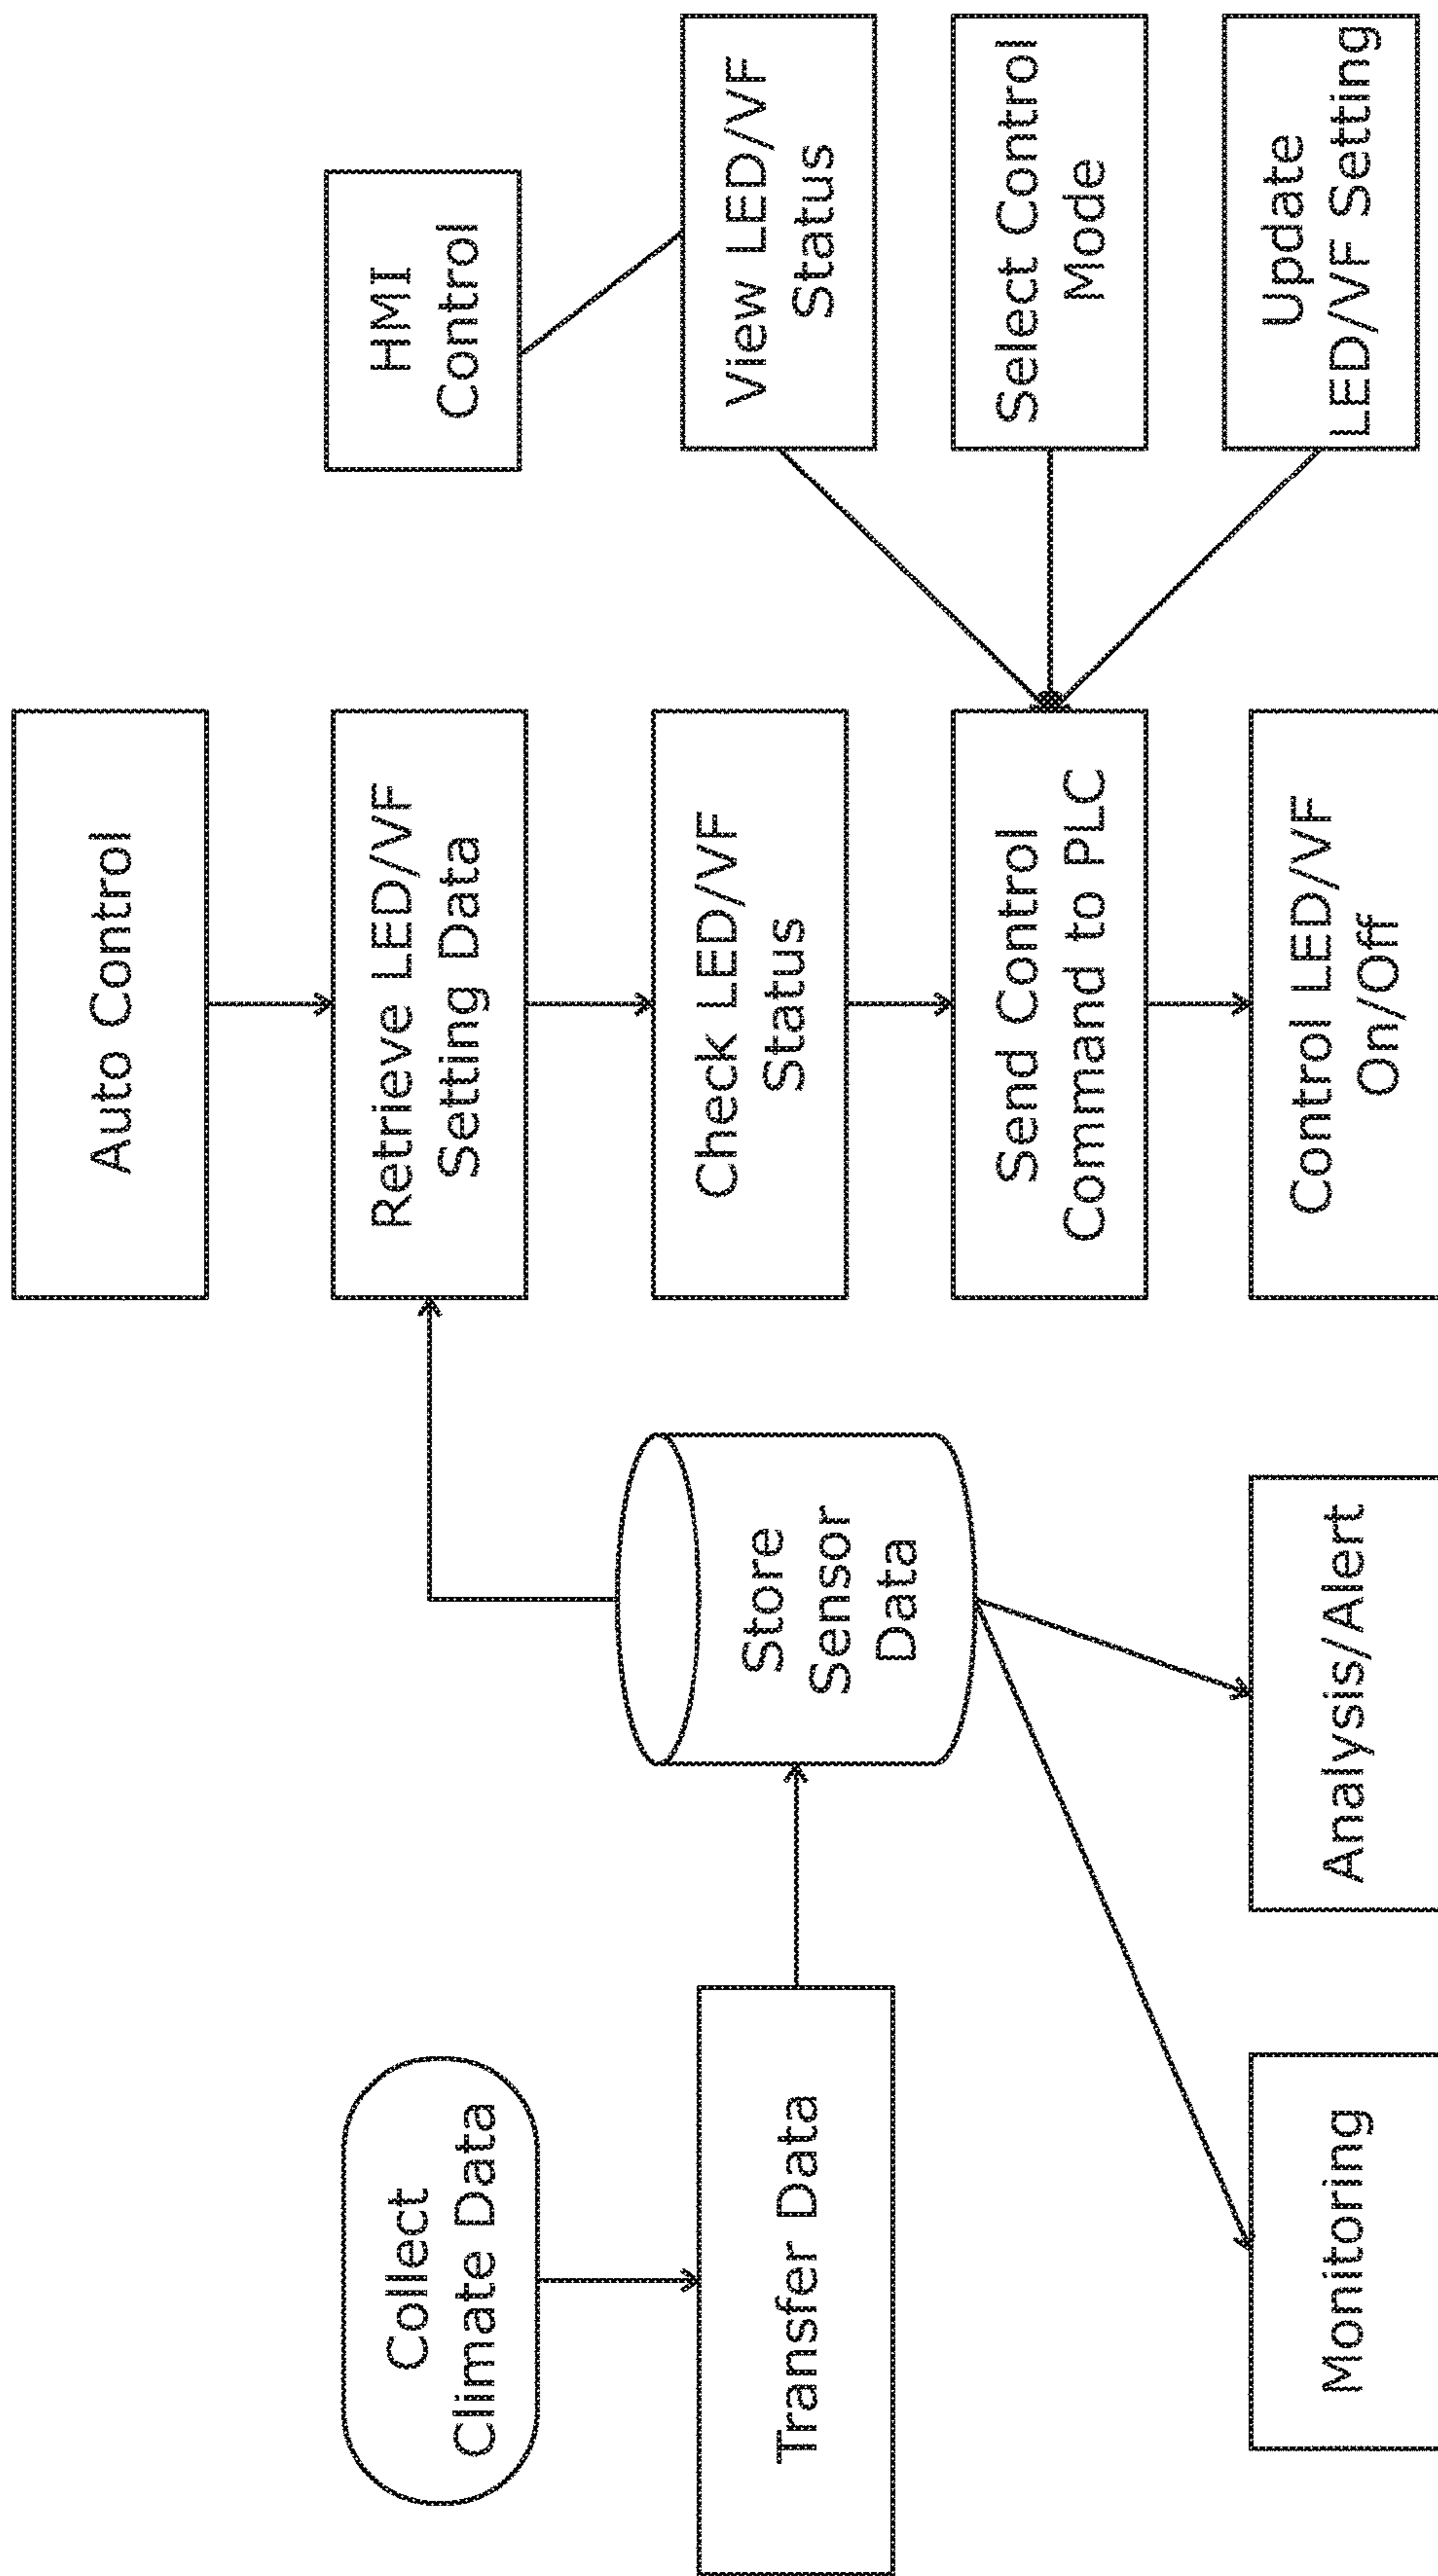 Auto Control
HMI
Control
Collect
Climate Data
Retrieve LED/VF
Setting Data
Transfer Data
Store
Sensor
Data
Check LED/VF
Status
View LED/VF
Status
Send Control
Command to PLC
Select Control
Mode
Monitoring
Analysis/Alert
Control LED/VF
On/Off
Update
LED/VF Setting